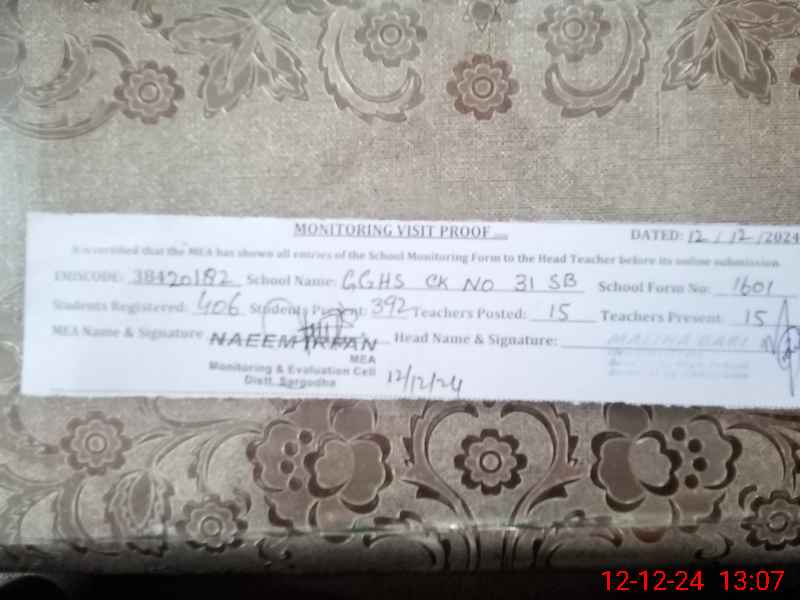 MONITORING VISIT PROOF
DATED: 12/12/2024
It is certified that the MEA has shown all entries of the School Monitoring Form to the Head Teacher before its online submission.
EMISCODE: 38420182 School Name: GGHS CK NO 31 SB School Form No: 1601
Students Registered: 406 Students Present: 392 Teachers Posted: 15 Teachers Present: 15
MEA Name & Signature NAEEM IRFAN Head Name & Signature:
MEA
Monitoring & Evaluation Cell
Distt. Sargodha
12/12/24
12-12-24 13:07